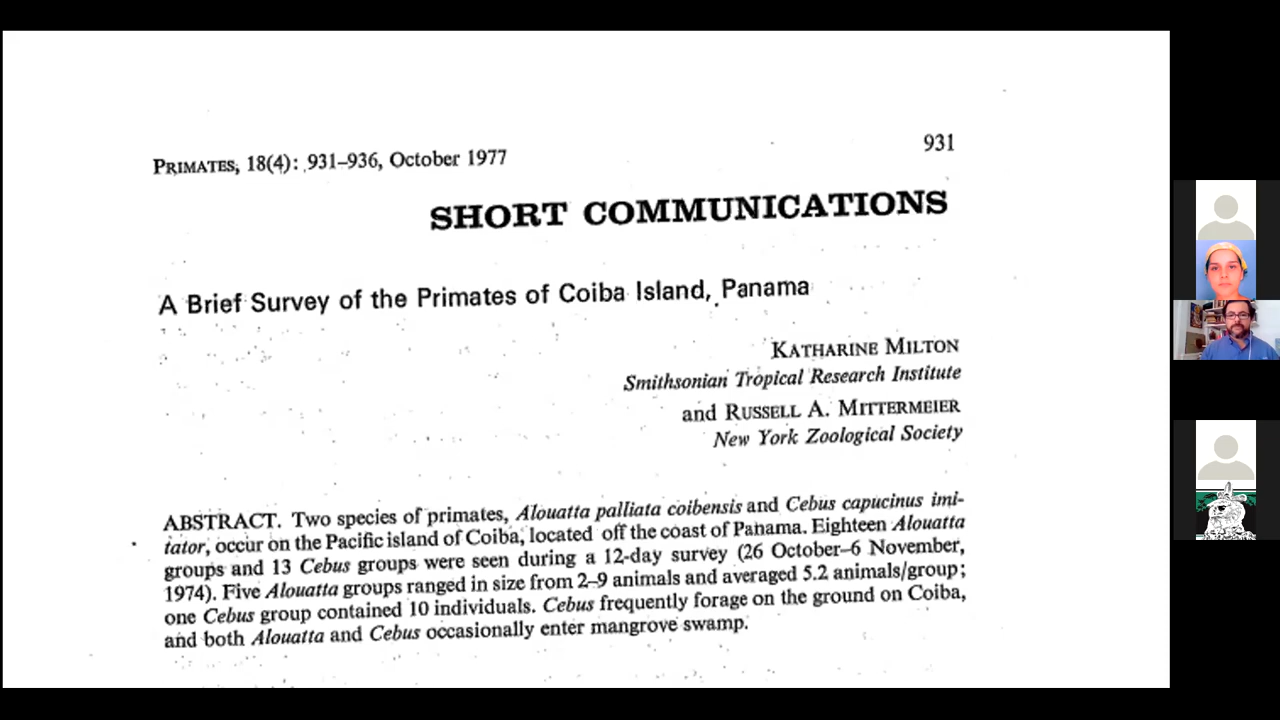 PRIMATES, 18(4): 931–936, October 1977
931
SHORT COMMUNICATIONS
A Brief Survey of the Primates of Coiba Island, Panama
KATHARINE MILTON
Smithsonian Tropical Research Institute
and RUSSELL A. MITTERMEIER
New York Zoological Society
ABSTRACT. Two species of primates, Alouatta palliata coibensis and Cebus capucinus imi-
tator, occur on the Pacific island of Coiba, located off the coast of Panama. Eighteen Alouatta
groups and 13 Cebus groups were seen during a 12-day survey (26 October–6 November,
1974). Five Alouatta groups ranged in size from 2–9 animals and averaged 5.2 animals/group;
one Cebus group contained 10 individuals. Cebus frequently forage on the ground on Coiba,
and both Alouatta and Cebus occasionally enter mangrove swamp.